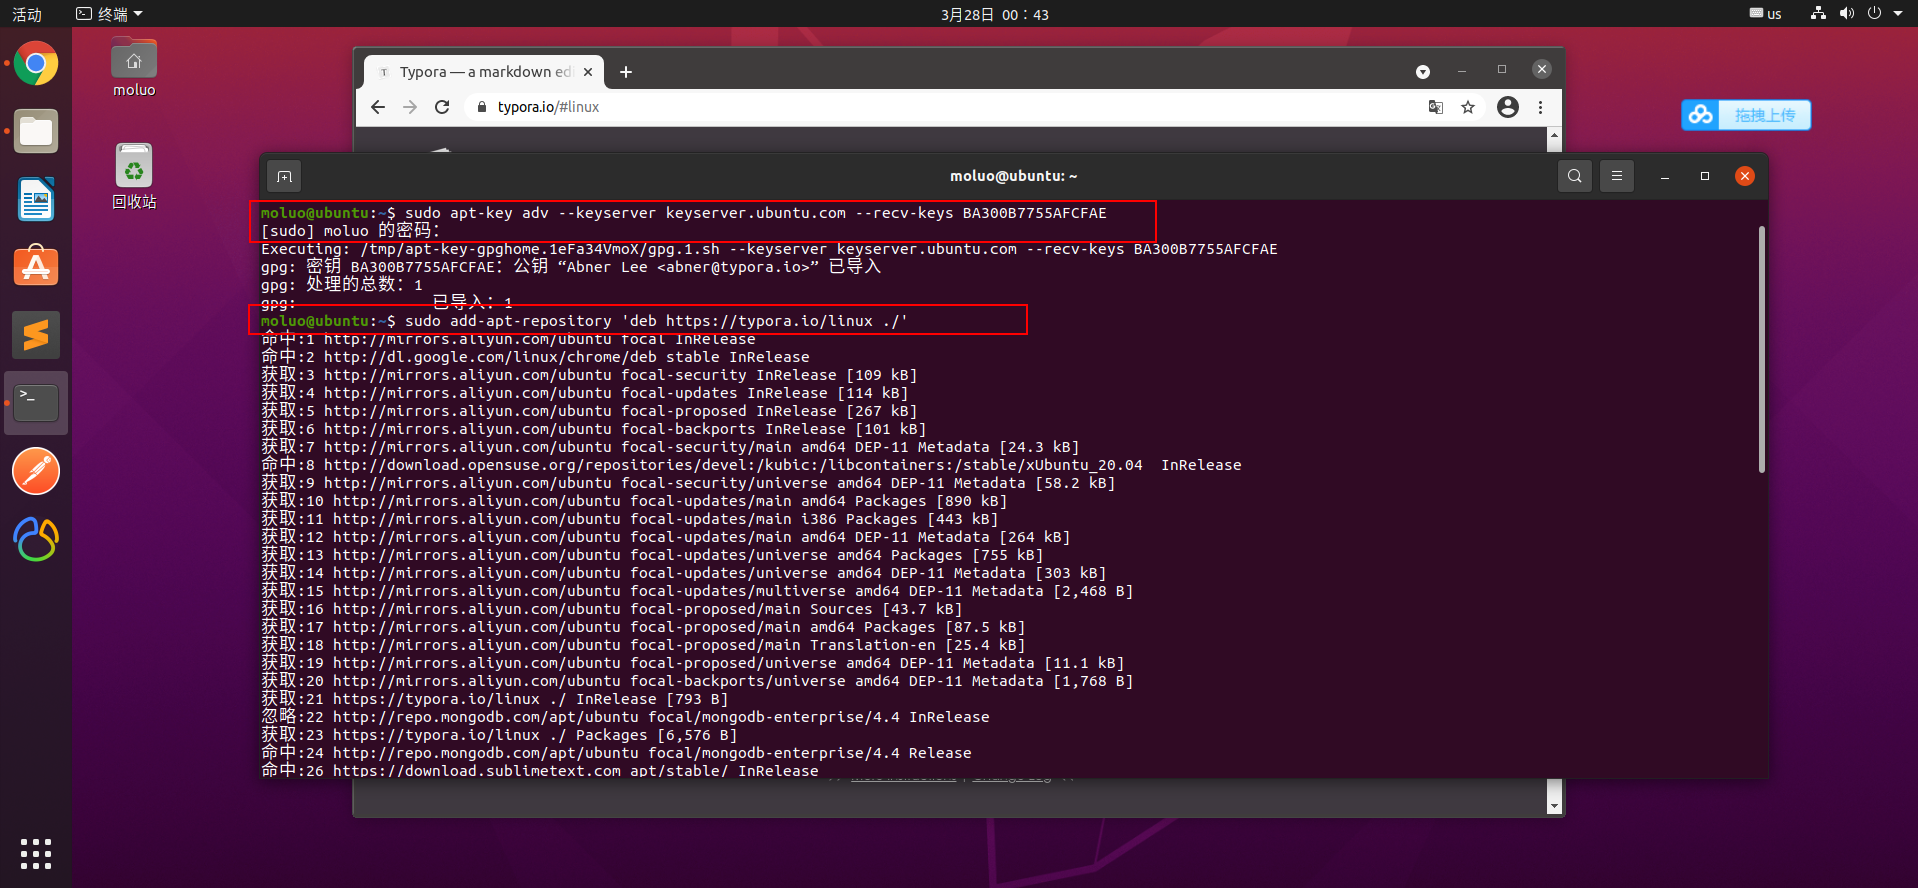 活动
终端
3月28日 00：43
us
moluo
回收站
Typora — a markdown edi
typora.io/#linux
拖拽上传
moluo@ubuntu: ~
moluo@ubuntu:~$ sudo apt-key adv --keyserver keyserver.ubuntu.com --recv-keys BA300B7755AFCFAE
[sudo] moluo 的密码：
Executing: /tmp/apt-key-gpghome.1eFa34VmoX/gpg.1.sh --keyserver keyserver.ubuntu.com --recv-keys BA300B7755AFCFAE
gpg: 密钥 BA300B7755AFCFAE：公钥 “Abner Lee <abner@typora.io>” 已导入
gpg: 处理的总数：1
gpg:               已导入：1
moluo@ubuntu:~$ sudo add-apt-repository 'deb https://typora.io/linux ./'
命中:1 http://mirrors.aliyun.com/ubuntu focal InRelease
命中:2 http://dl.google.com/linux/chrome/deb stable InRelease
获取:3 http://mirrors.aliyun.com/ubuntu focal-security InRelease [109 kB]
获取:4 http://mirrors.aliyun.com/ubuntu focal-updates InRelease [114 kB]
获取:5 http://mirrors.aliyun.com/ubuntu focal-proposed InRelease [267 kB]
获取:6 http://mirrors.aliyun.com/ubuntu focal-backports InRelease [101 kB]
获取:7 http://mirrors.aliyun.com/ubuntu focal-security/main amd64 DEP-11 Metadata [24.3 kB]
命中:8 http://download.opensuse.org/repositories/devel:/kubic:/libcontainers:/stable/xUbuntu_20.04  InRelease
获取:9 http://mirrors.aliyun.com/ubuntu focal-security/universe amd64 DEP-11 Metadata [58.2 kB]
获取:10 http://mirrors.aliyun.com/ubuntu focal-updates/main amd64 Packages [890 kB]
获取:11 http://mirrors.aliyun.com/ubuntu focal-updates/main i386 Packages [443 kB]
获取:12 http://mirrors.aliyun.com/ubuntu focal-updates/main amd64 DEP-11 Metadata [264 kB]
获取:13 http://mirrors.aliyun.com/ubuntu focal-updates/universe amd64 Packages [755 kB]
获取:14 http://mirrors.aliyun.com/ubuntu focal-updates/universe amd64 DEP-11 Metadata [303 kB]
获取:15 http://mirrors.aliyun.com/ubuntu focal-updates/multiverse amd64 DEP-11 Metadata [2,468 B]
获取:16 http://mirrors.aliyun.com/ubuntu focal-proposed/main Sources [43.7 kB]
获取:17 http://mirrors.aliyun.com/ubuntu focal-proposed/main amd64 Packages [87.5 kB]
获取:18 http://mirrors.aliyun.com/ubuntu focal-proposed/main Translation-en [25.4 kB]
获取:19 http://mirrors.aliyun.com/ubuntu focal-proposed/universe amd64 DEP-11 Metadata [11.1 kB]
获取:20 http://mirrors.aliyun.com/ubuntu focal-backports/universe amd64 DEP-11 Metadata [1,768 B]
获取:21 https://typora.io/linux ./ InRelease [793 B]
忽略:22 http://repo.mongodb.com/apt/ubuntu focal/mongodb-enterprise/4.4 InRelease
获取:23 https://typora.io/linux ./ Packages [6,576 B]
命中:24 http://repo.mongodb.com/apt/ubuntu focal/mongodb-enterprise/4.4 Release
命中:26 https://download.sublimetext.com apt/stable/ InRelease